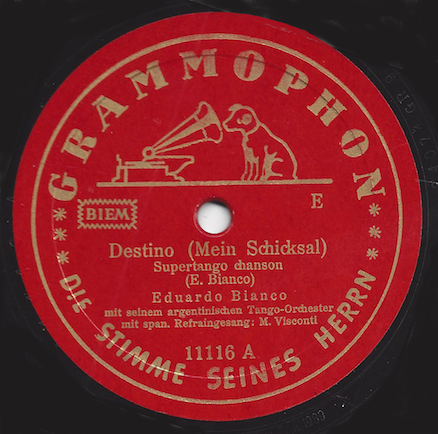 GRAMMOPHON
E
BIEM
Destino (Mein Schicksal)
Supertango chanson
(E. Bianco)
Eduardo Bianco
mit seinem argentinischen Tango-Orchester
mit span. Refraingesang: M. Visconti
11116 A
DIE STIMME SEINES HERRN